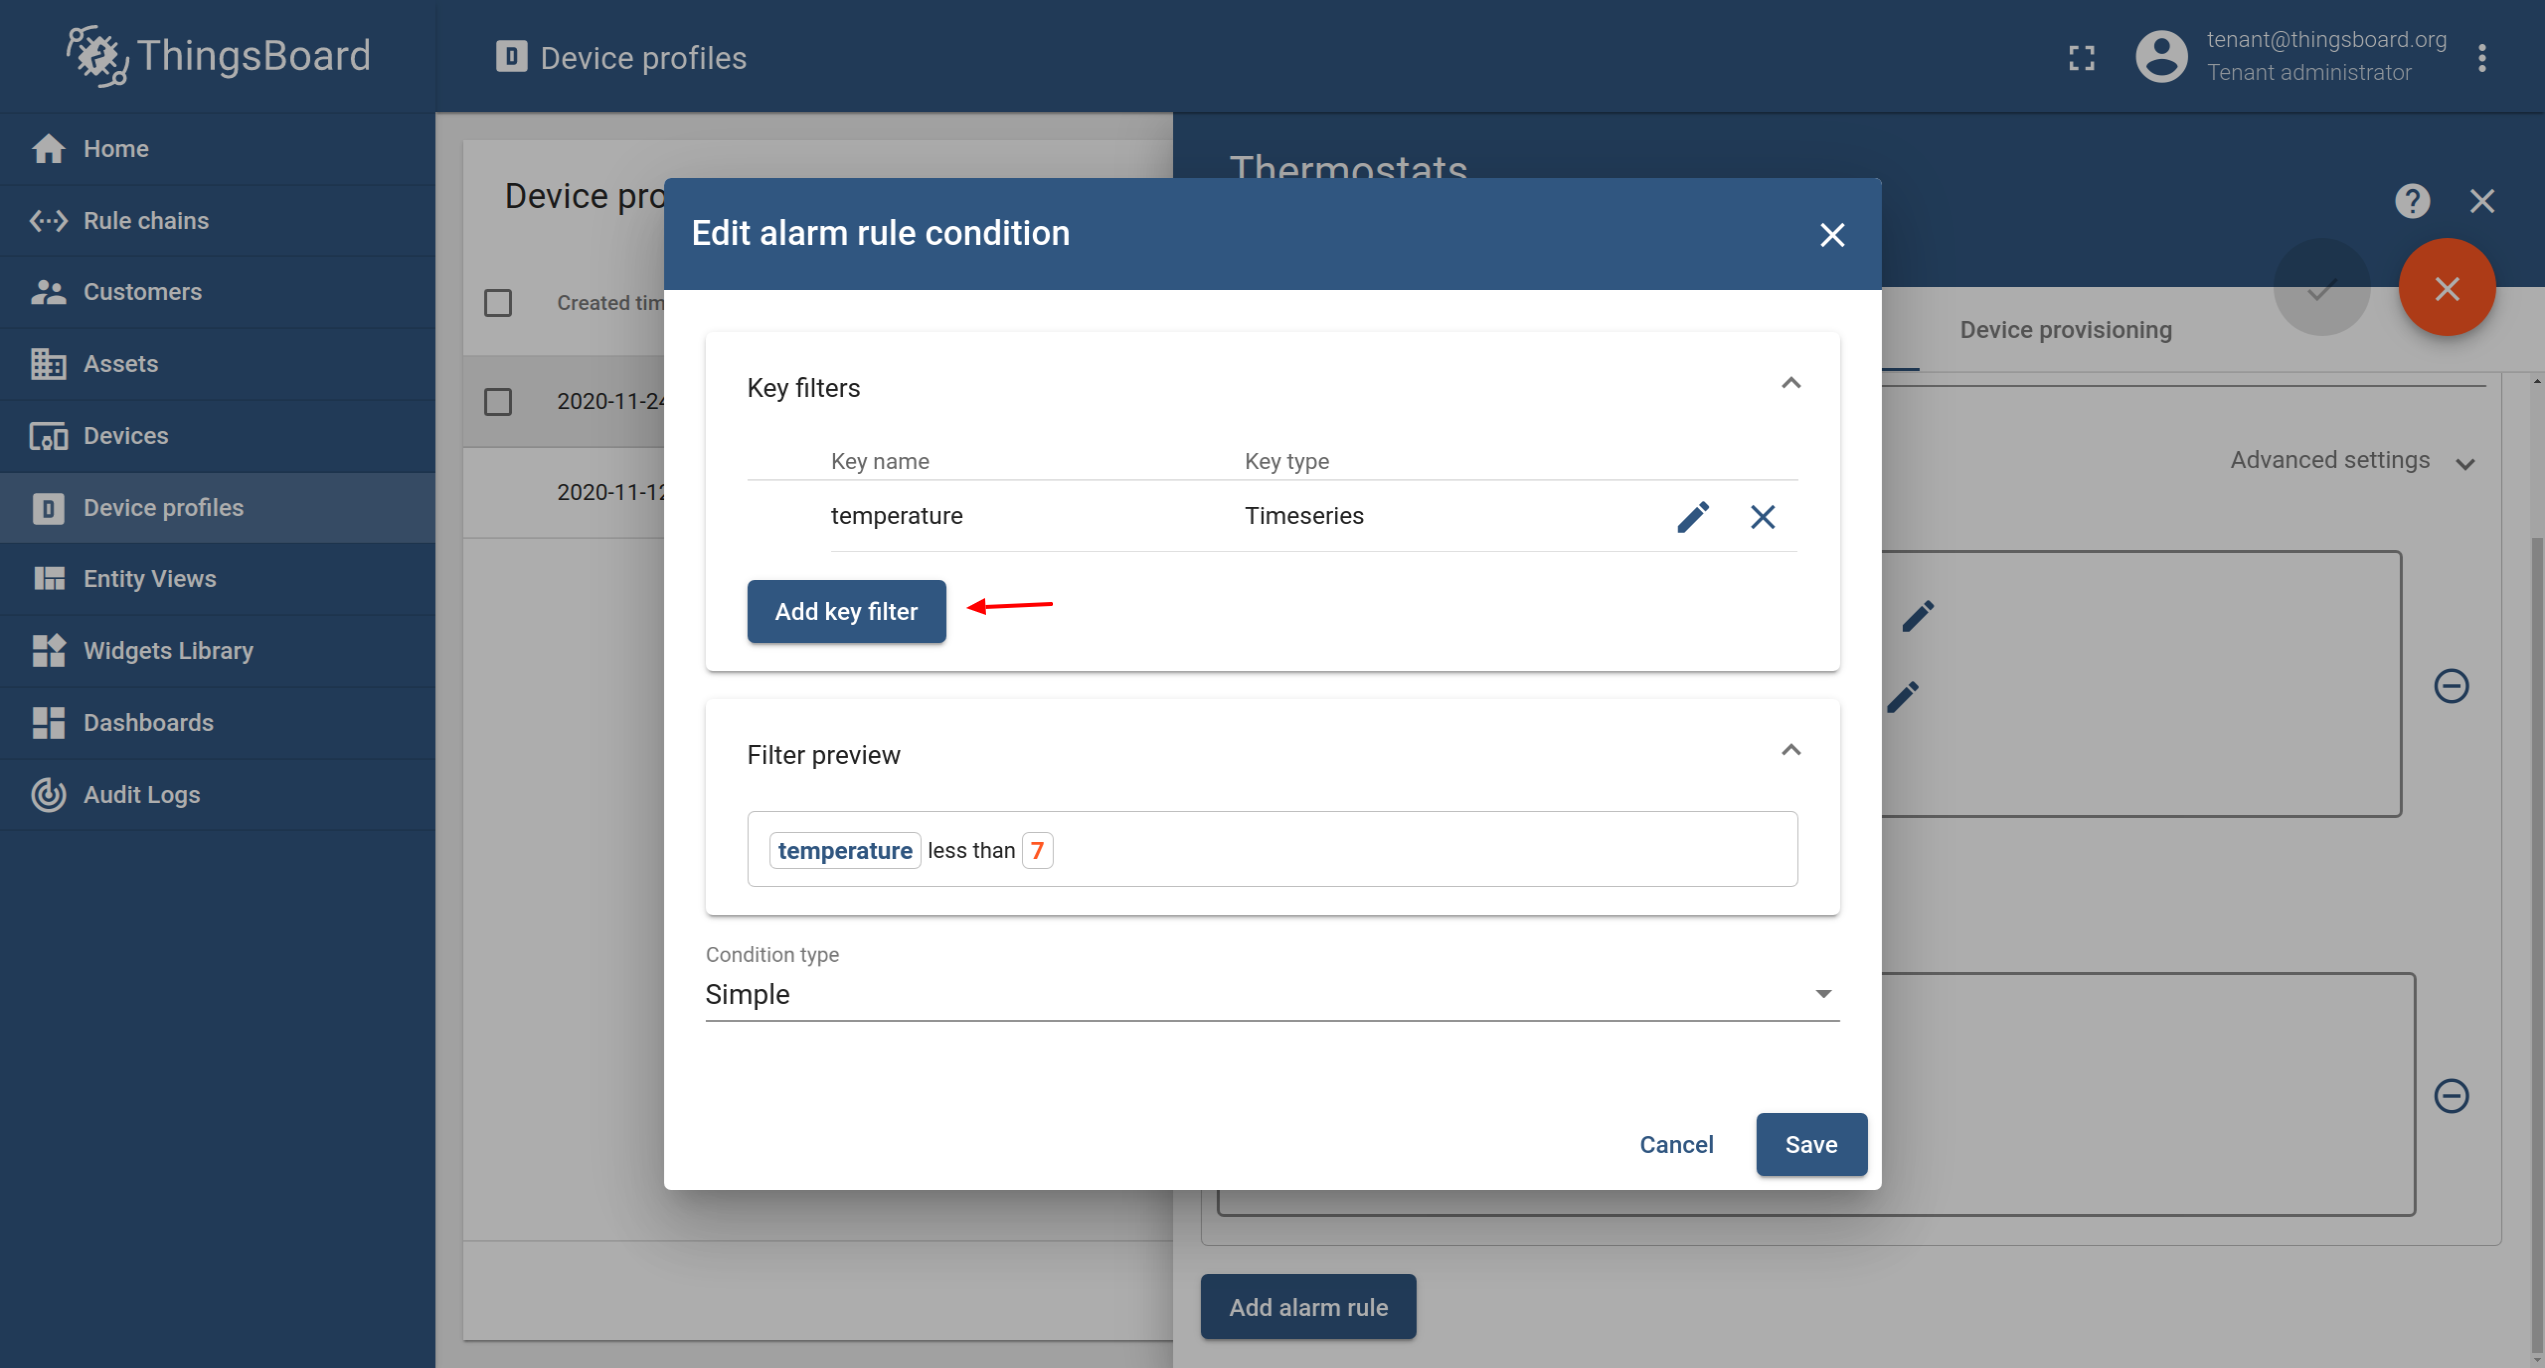 ThingsBoard
Device profiles
tenant@thingsboard.org
Tenant administrator
Home
Rule chains
Customers
Assets
Devices
Device profiles
Entity Views
Widgets Library
Dashboards
Audit Logs
Device pro
Created tim
2020-11-24
2020-11-12
Thermostats
Device provisioning
Advanced settings
Edit alarm rule condition
Key filters
Key name Key type
temperature Timeseries
Add key filter
Filter preview
temperature less than 7
Condition type
Simple
Cancel Save
Add alarm rule